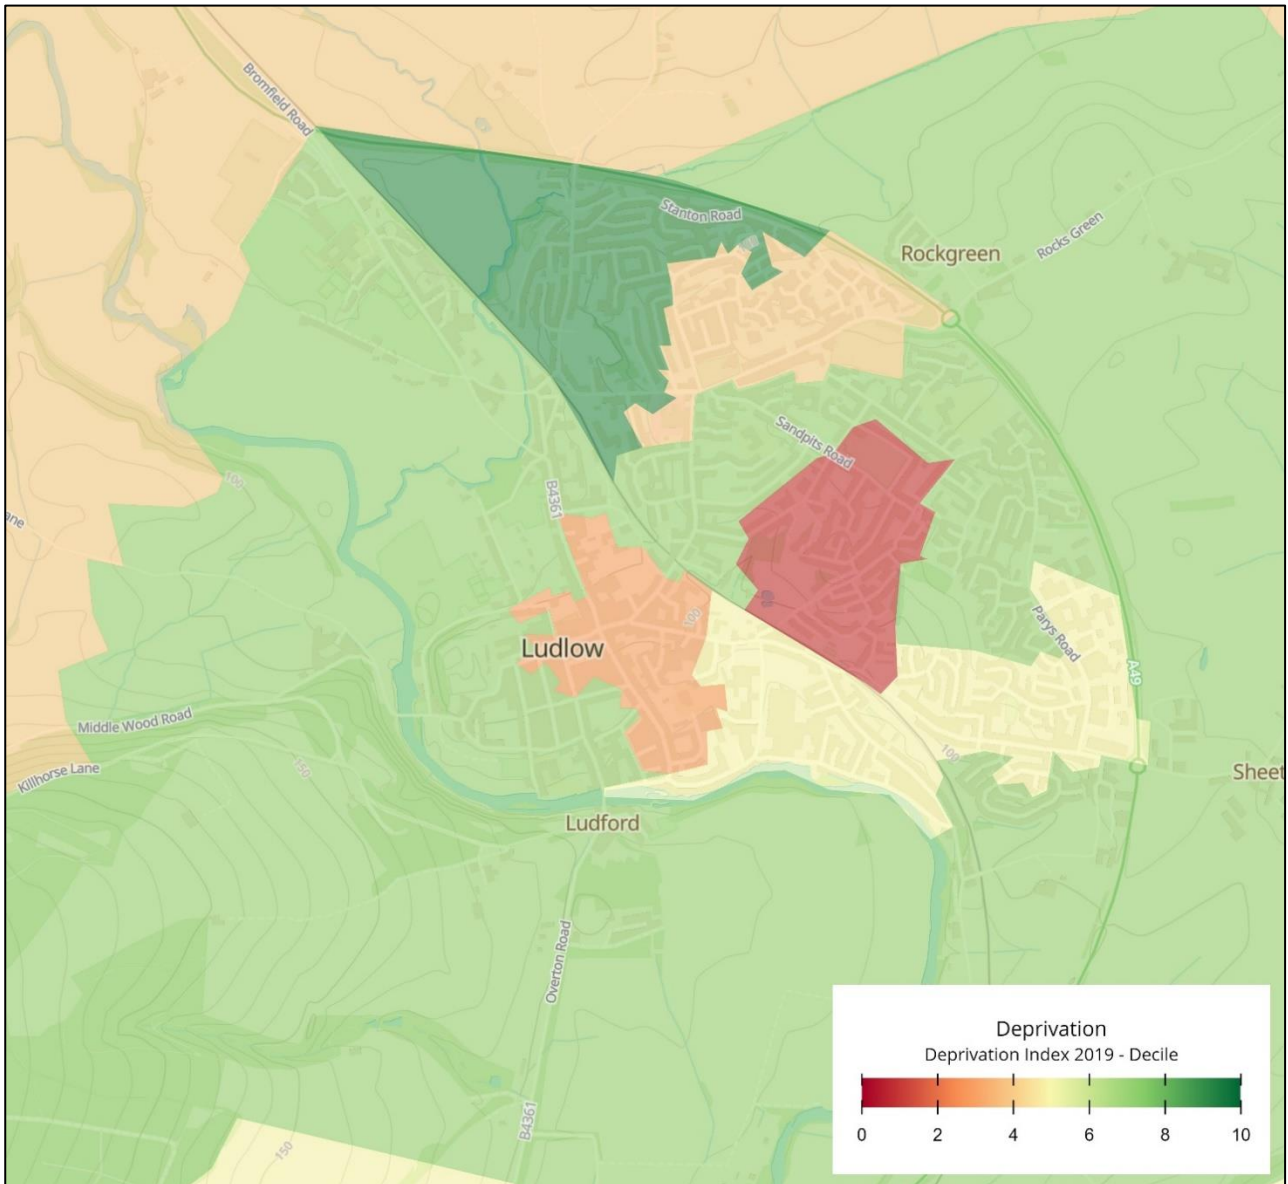 Bromfield Road
Stanton Road
Rockgreen
Rocks Green
Sandpits Road
100
B4361
ane
100
Ludlow
Parys Road
A49
Middle Wood Road
Killhorse Lane
150
100
Sheet
Ludford
Overton Road
B4361
150
Deprivation
Deprivation Index 2019 - Decile
0 2 4 6 8 10